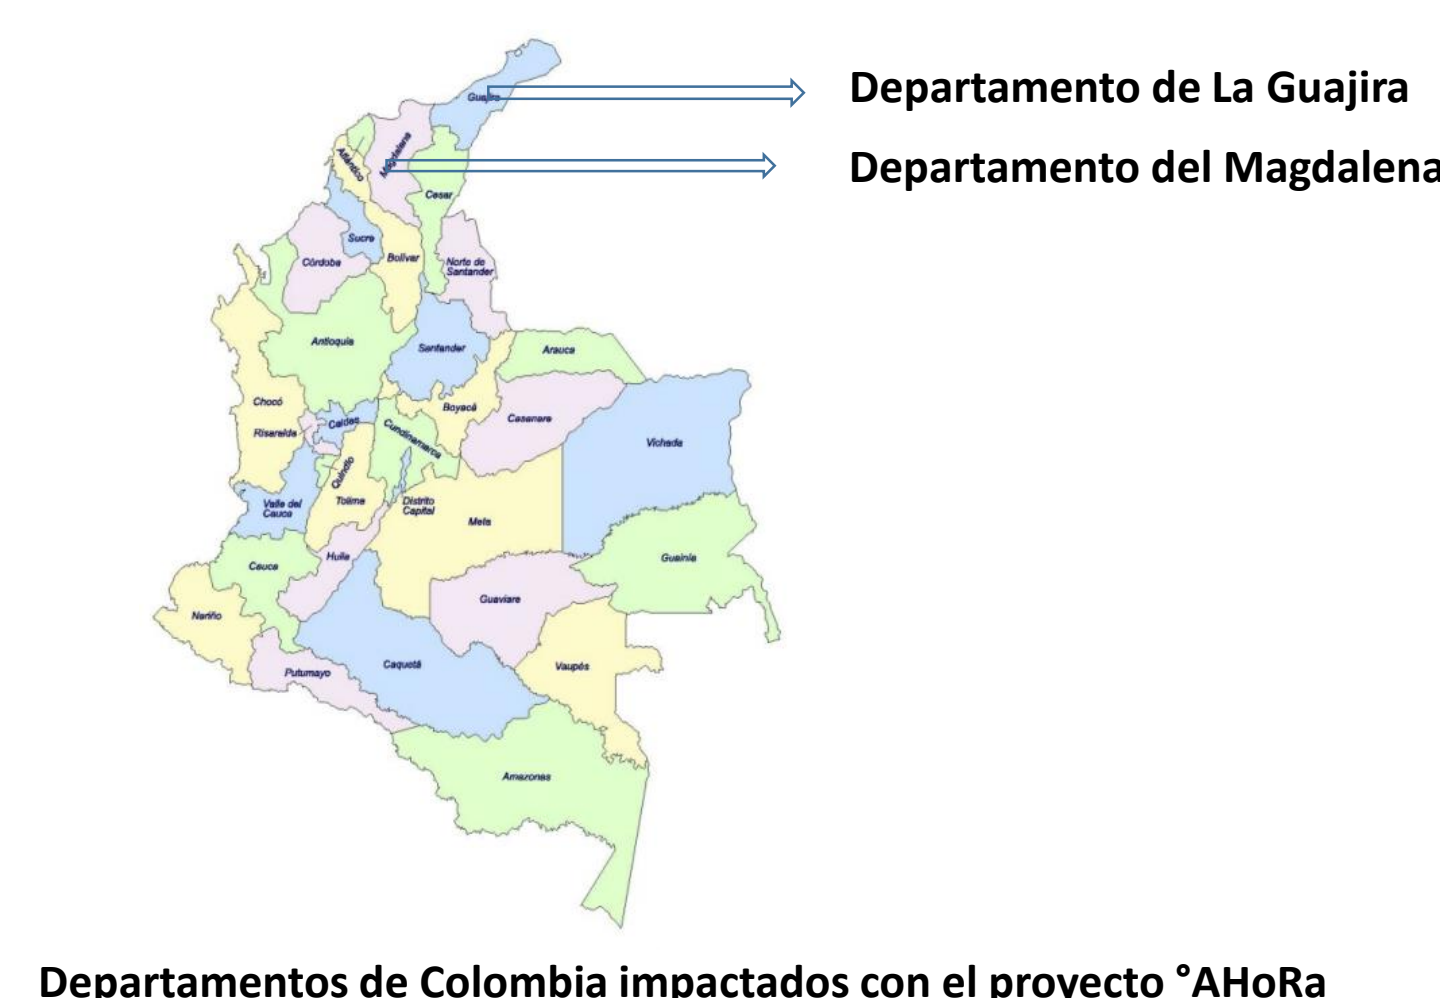 Guajira
Departamento de La Guajira
Magdalena
Departamento del Magdalena
Atlántico
Cesar
Sucre
Córdoba
Bolívar
Norte de
Santander
Antioquia
Santander
Arauca
Chocó
Boyacá
Casanare
Caldas
Risaralda
Cundinamarca
Vichada
Quindío
Valle del
Cauca
Tolima
Distrito
Capital
Meta
Huila
Guainía
Cauca
Guaviare
Nariño
Putumayo
Caquetá
Vaupés
Amazonas
Departamentos de Colombia impactados con el proyecto °AHoRa